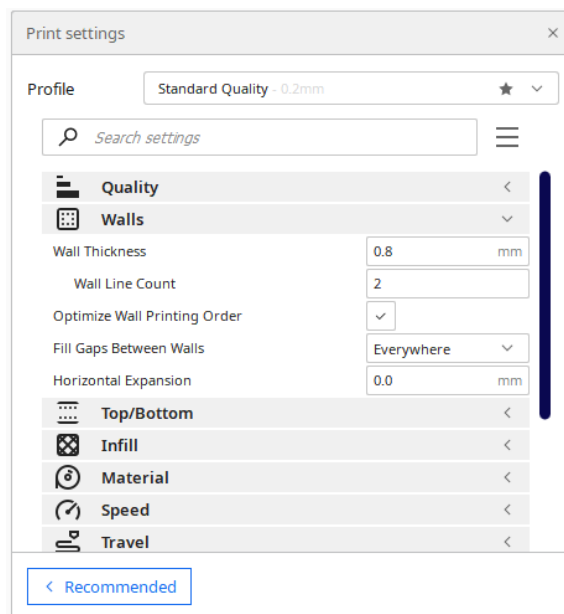 Print settings
Profile Standard Quality - 0.2mm
Search settings
Quality
Walls
Wall Thickness 0.8 mm
Wall Line Count 2
Optimize Wall Printing Order
Fill Gaps Between Walls Everywhere
Horizontal Expansion 0.0 mm
Top/Bottom
Infill
Material
Speed
Travel
Recommended